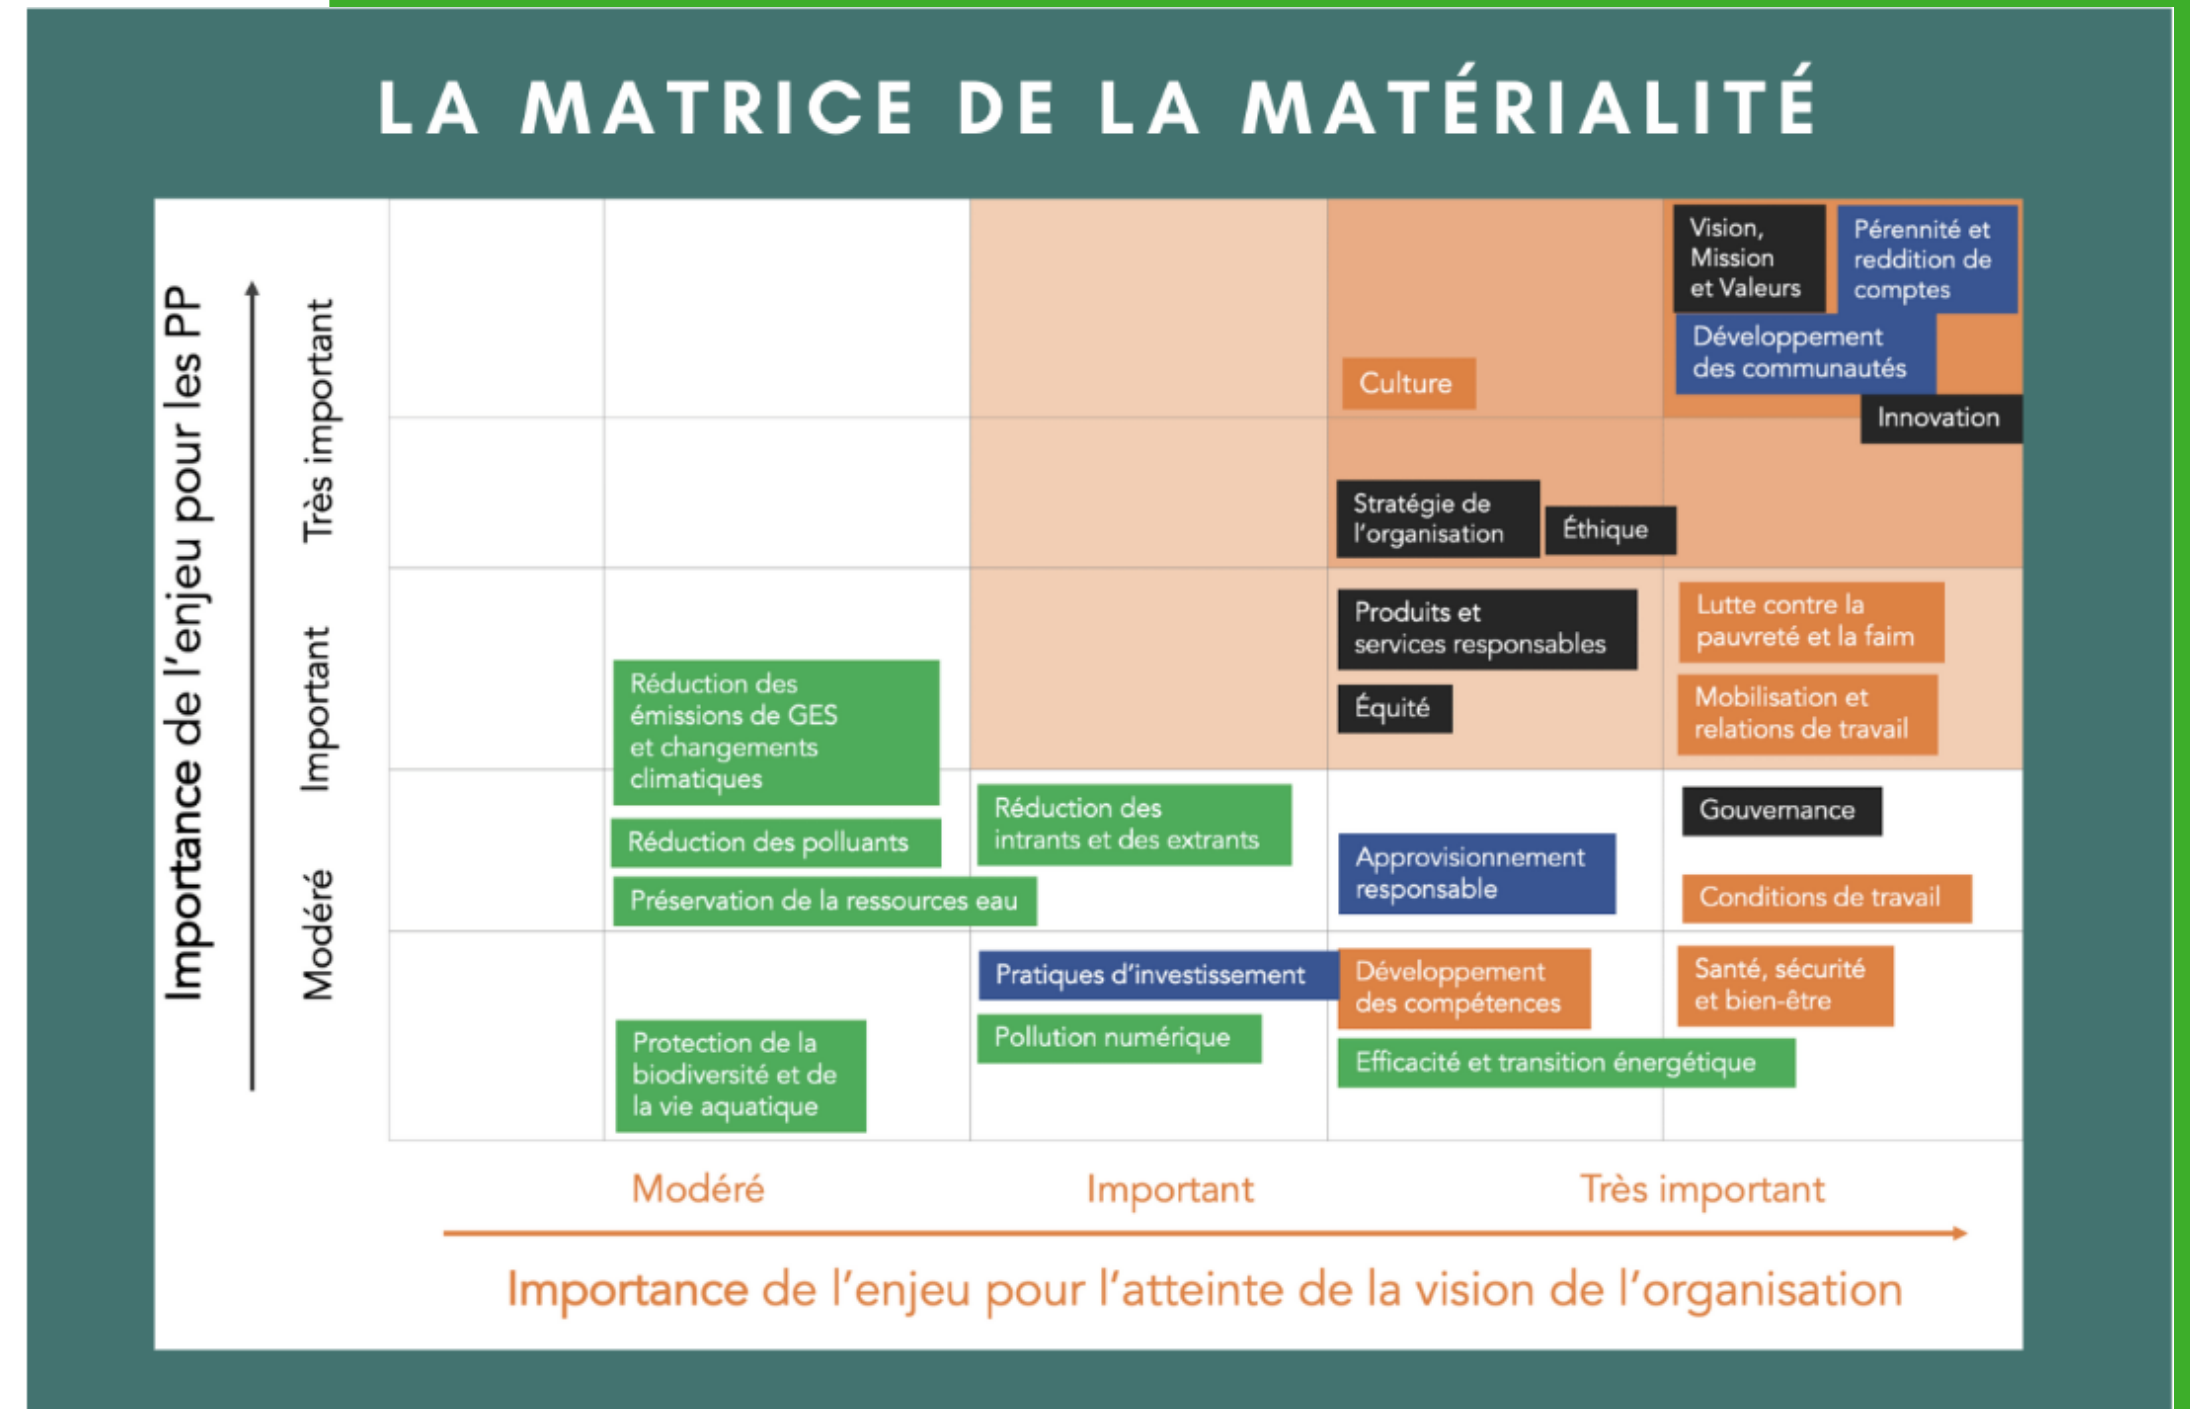 LA MATRICE DE LA MATÉRIALITÉ
Importance de l'enjeu pour les PP
Très important
Important
Modéré
Vision,
Mission
et Valeurs
Pérennité et
reddition de
comptes
Développement
des communautés
Culture
Innovation
Stratégie de
l'organisation
Éthique
Produits et
services responsables
Lutte contre la
pauvreté et la faim
Équité
Mobilisation et
relations de travail
Réduction des
émissions de GES
et changements
climatiques
Réduction des
intrants et des extrants
Gouvernance
Réduction des polluants
Approvisionnement
responsable
Préservation de la ressources eau
Conditions de travail
Pratiques d'investissement
Développement
des compétences
Santé, sécurité
et bien-être
Pollution numérique
Protection de la
biodiversité et de
la vie aquatique
Efficacité et transition énergétique
Modéré
Important
Très important
Importance de l'enjeu pour l'atteinte de la vision de l'organisation